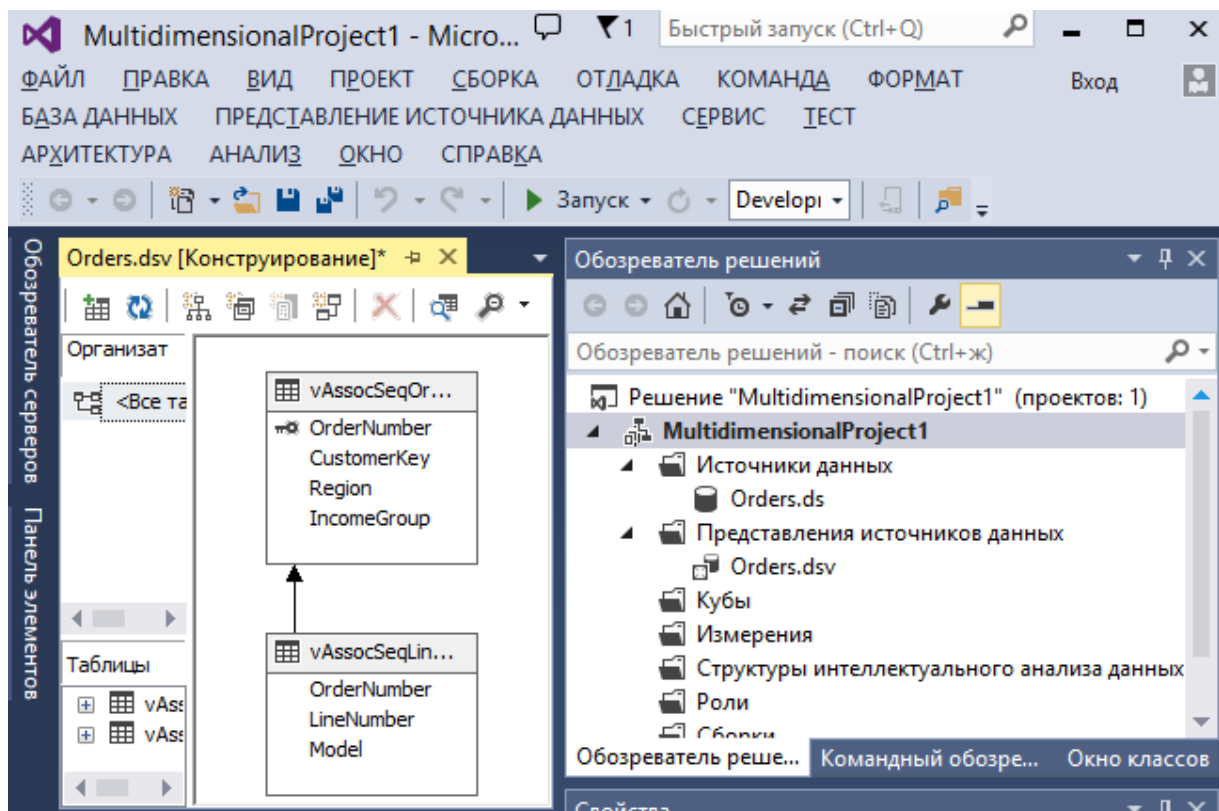 MultidimensionalProject1 - Micro... 1 Быстрый запуск (Ctrl+Q)
ФАЙЛ ПРАВКА ВИД ПРОЕКТ СБОРКА ОТЛАДКА КОМАНДА ФОРМАТ Вход
БАЗА ДАННЫХ ПРЕДСТАВЛЕНИЕ ИСТОЧНИКА ДАННЫХ СЕРВИС ТЕСТ
АРХИТЕКТУРА АНАЛИЗ ОКНО СПРАВКА
Запуск Develop
Обозреватель серверов
Панель элементов
Orders.dsv [Конструирование]*
Организат
<Все та
Таблицы
vAss
vAss
vAssocSeqOr...
OrderNumber
CustomerKey
Region
IncomeGroup
vAssocSeqLin...
OrderNumber
LineNumber
Model
Обозреватель решений
Обозреватель решений - поиск (Ctrl+ж)
Решение "MultidimensionalProject1" (проектов: 1)
MultidimensionalProject1
Источники данных
Orders.ds
Представления источников данных
Orders.dsv
Кубы
Измерения
Структуры интеллектуального анализа данных
Роли
Сборки
Обозреватель реше... Командный обозре... Окно классов
Свойства